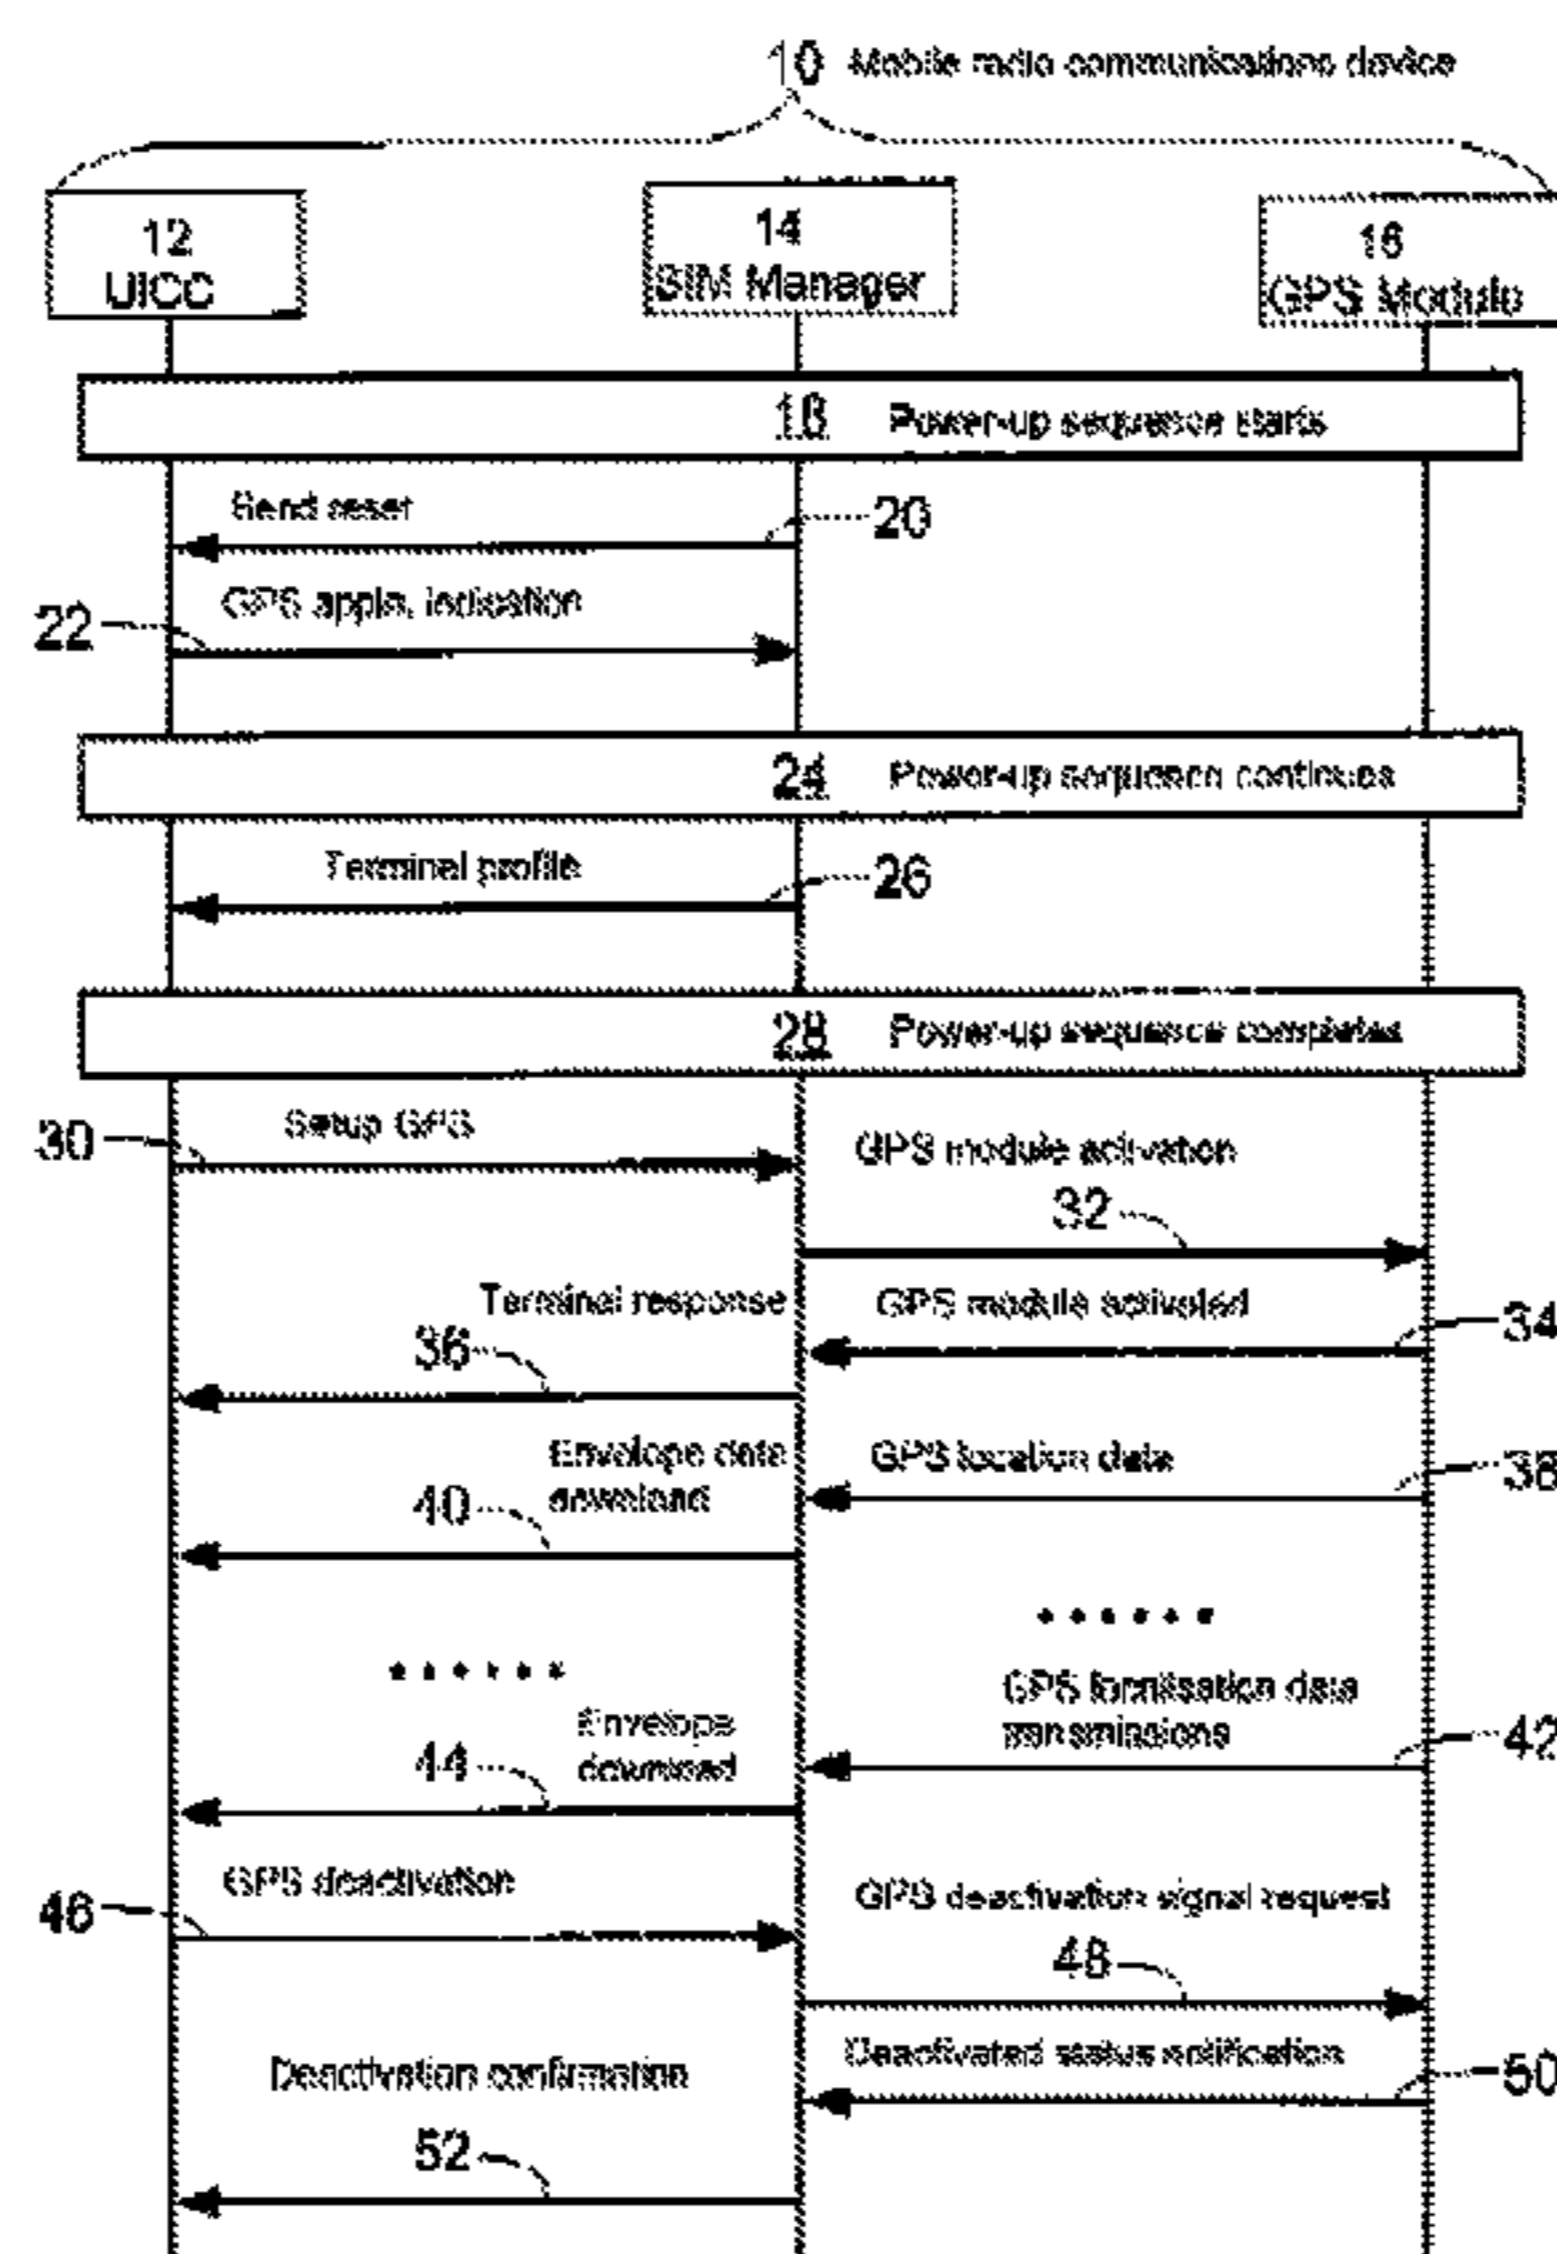 10 Mobile radio communications device
12
UICC
14
SIM Manager
16
GPS Module
18 Power-up sequence starts
Send reset
20
GPS appln. indication
22
24 Power-up sequence continues
Terminal profile
26
28 Power-up sequence completes
Setup GPS
30
GPS module activation
32
Terminal response
GPS module activated
34
36
Envelope data
download
GPS location data
38
40
GPS data
transmissions
42
Envelope
download
44
GPS deactivation
46
GPS deactivation signal request
48
Deactivated status notification
50
Deactivation confirmation
52